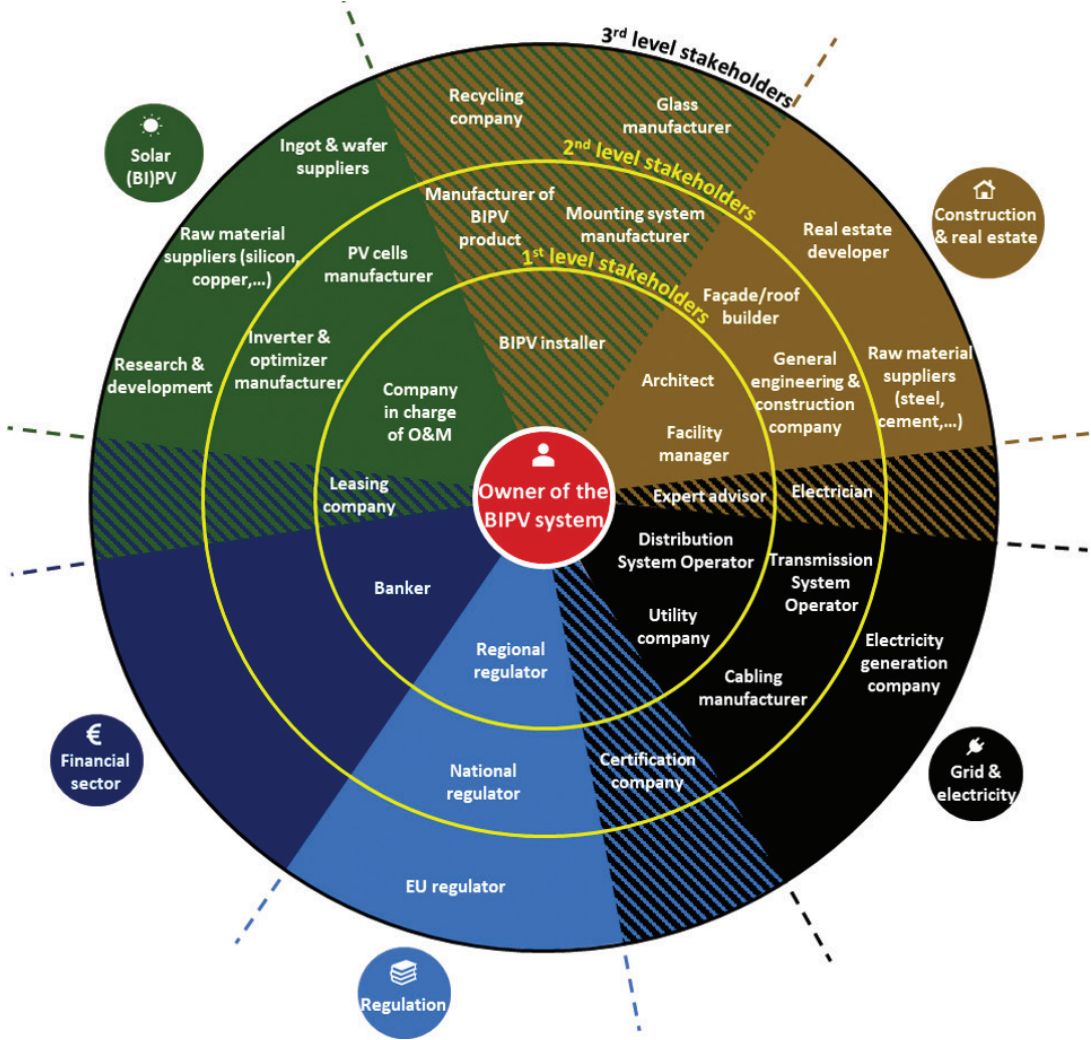 3rd level stakeholders
Recycling
company
Glass
manufacturer
Solar
(BI)PV
Ingot & wafer
suppliers
2nd level stakeholders
Manufacturer of
BIPV
product
Mounting system
manufacturer
Construction
& real estate
Raw material
suppliers (silicon,
copper,...)
PV cells
manufacturer
1st level stakeholders
Real estate
developer
Façade/roof
builder
Research &
development
Inverter &
optimizer
manufacturer
BIPV installer
Company
in charge
of O&M
Architect
General
engineering &
construction
company
Raw material
suppliers
(steel,
cement,...)
Facility
manager
Leasing
company
Owner of the
BIPV system
Expert advisor
Electrician
Banker
Distribution
System Operator
Transmission
System
Operator
Utility
company
Regional
regulator
Electricity
generation
company
Cabling
manufacturer
€
Financial
sector
National
regulator
Certification
company
Grid &
electricity
EU regulator
Regulation